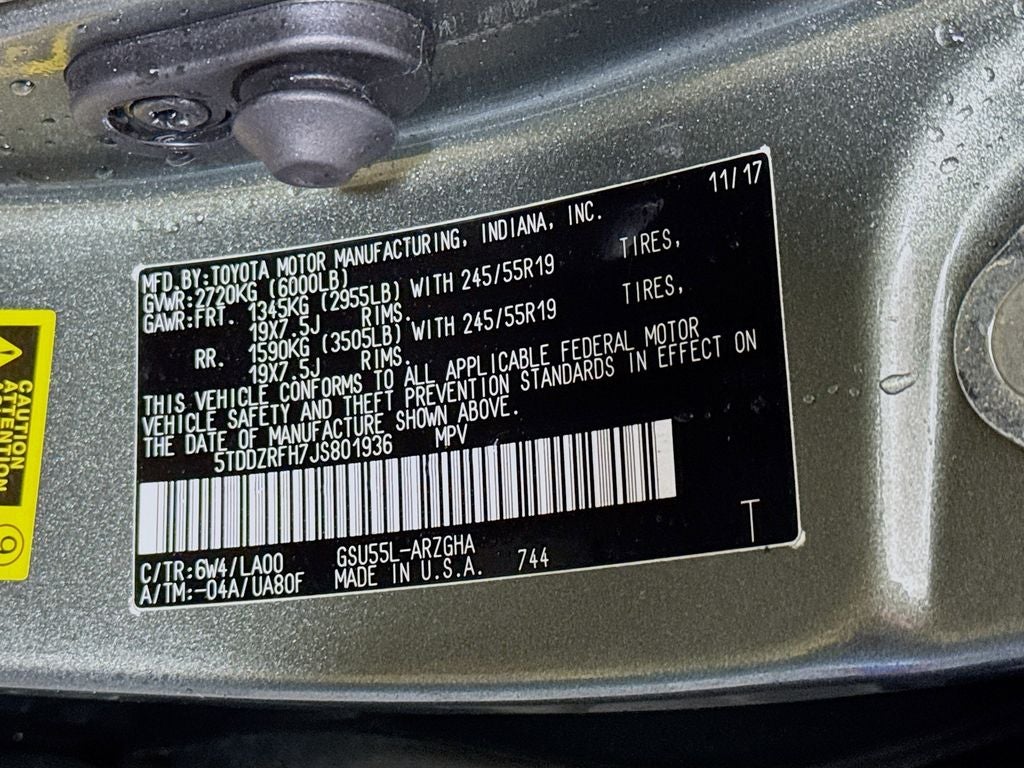 11/17
MFD.BY:TOYOTA MOTOR MANUFACTURING, INDIANA, INC.
GVWR:2720KG (6000LB)
GAWR:FRT. 1345KG (2955LB) WITH 245/55R19 TIRES,
19X7.5J RIMS.
RR. 1590KG (3505LB) WITH 245/55R19 TIRES,
19X7.5J RIMS.
THIS VEHICLE CONFORMS TO ALL APPLICABLE FEDERAL MOTOR
VEHICLE SAFETY AND THEFT PREVENTION STANDARDS IN EFFECT ON
THE DATE OF MANUFACTURE SHOWN ABOVE.
5TDDZRFH7JS801936 MPV
T
C/TR:6W4/LA00 GSU55L-ARZGHA
A/TM:-04A/UA80F MADE IN U.S.A. 744
CAUTION
ATTENTION
9